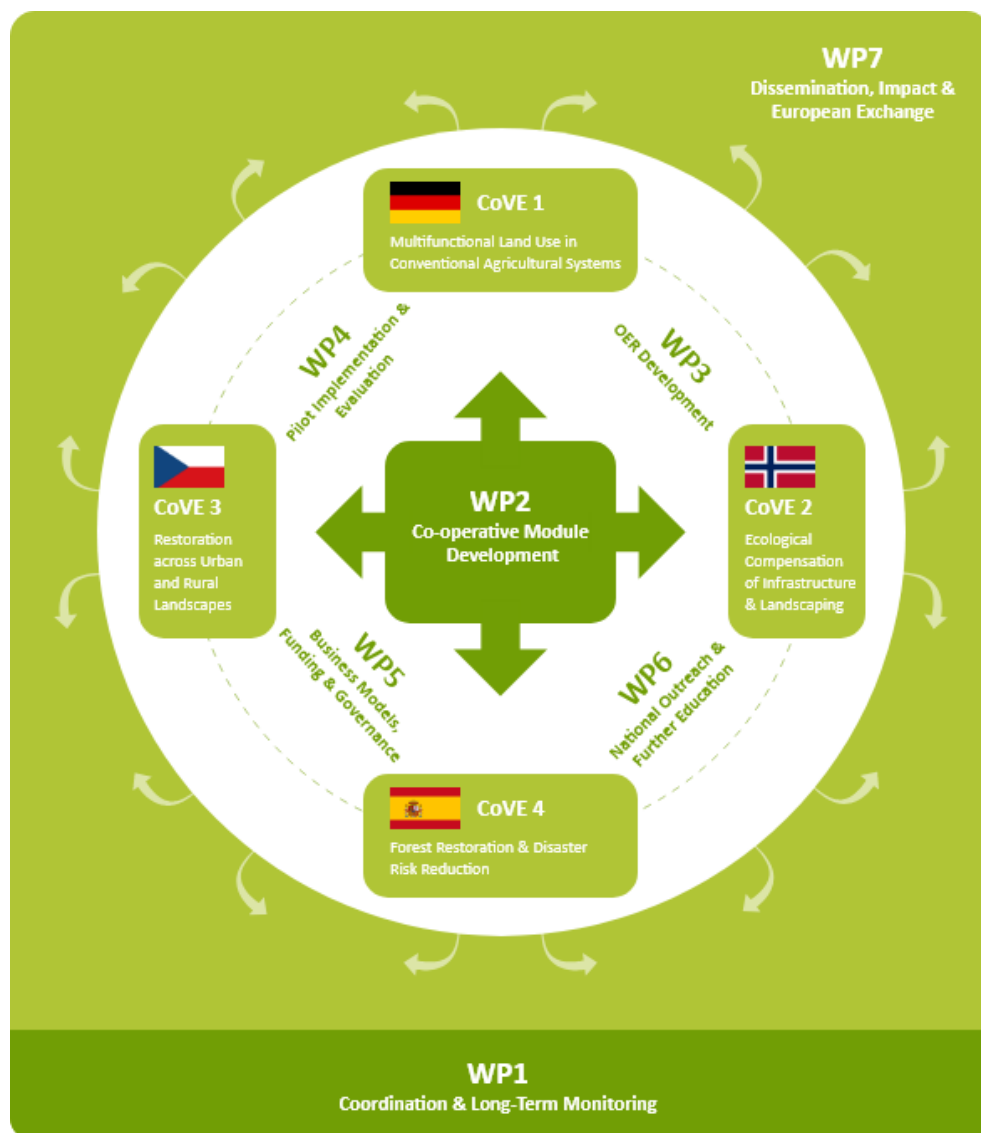 WP7
Dissemination, Impact &
European Exchange
CoVE 1
Multifunctional Land Use in
Conventional Agricultural Systems
WP4
Pilot Implementation &
Evaluation
WP3
OER Development
CoVE 3
Restoration
across Urban
and Rural
Landscapes
WP2
Co-operative Module
Development
CoVE 2
Ecological
Compensation
of Infrastructure
& Landscaping
WP5
Business Models,
Funding & Governance
WP6
National Outreach &
Further Education
CoVE 4
Forest Restoration & Disaster
Risk Reduction
WP1
Coordination & Long-Term Monitoring